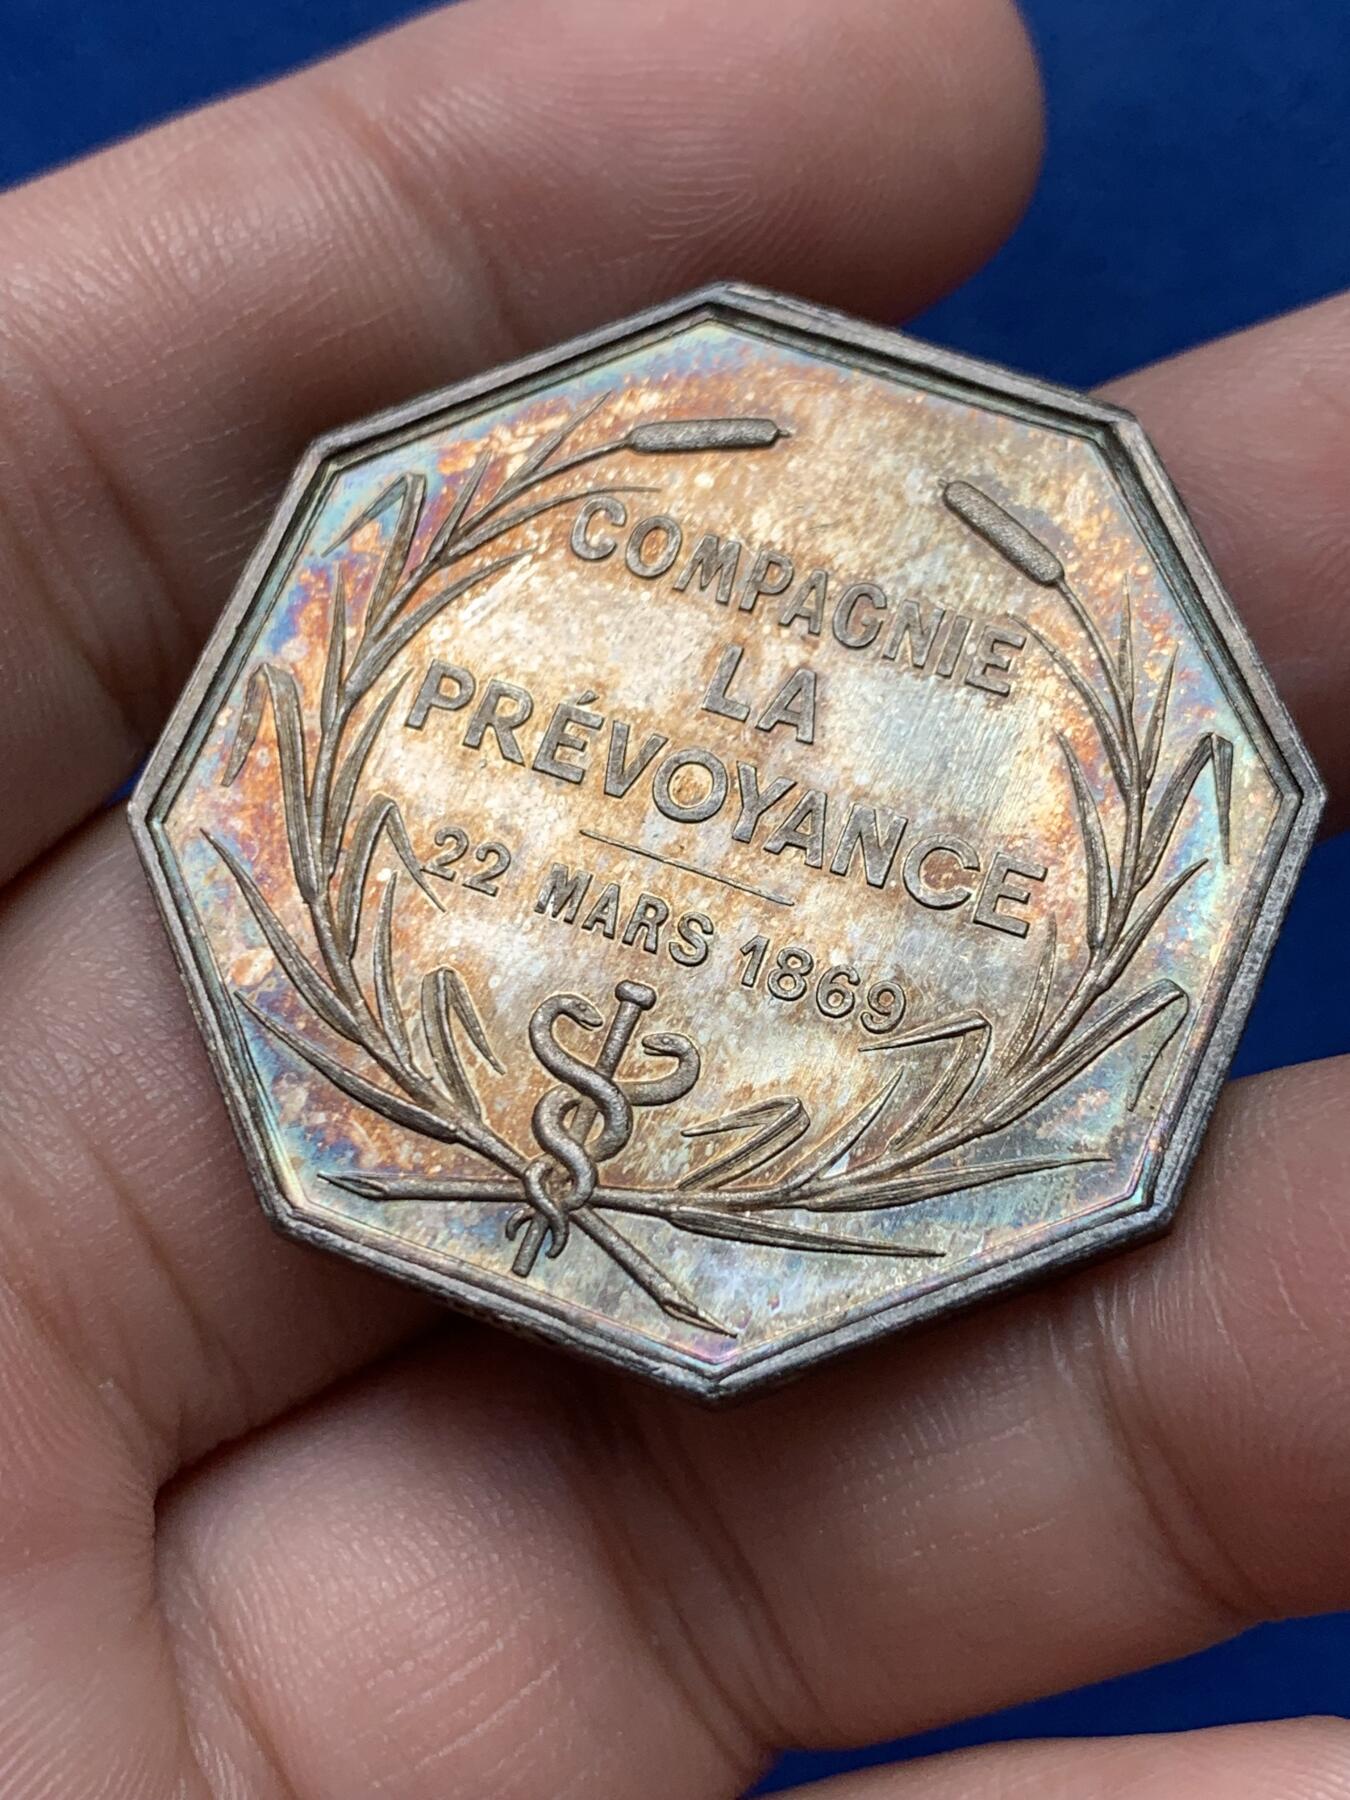 COMPAGNIE
LA
PRÉVOYANCE
22 MARS 1869